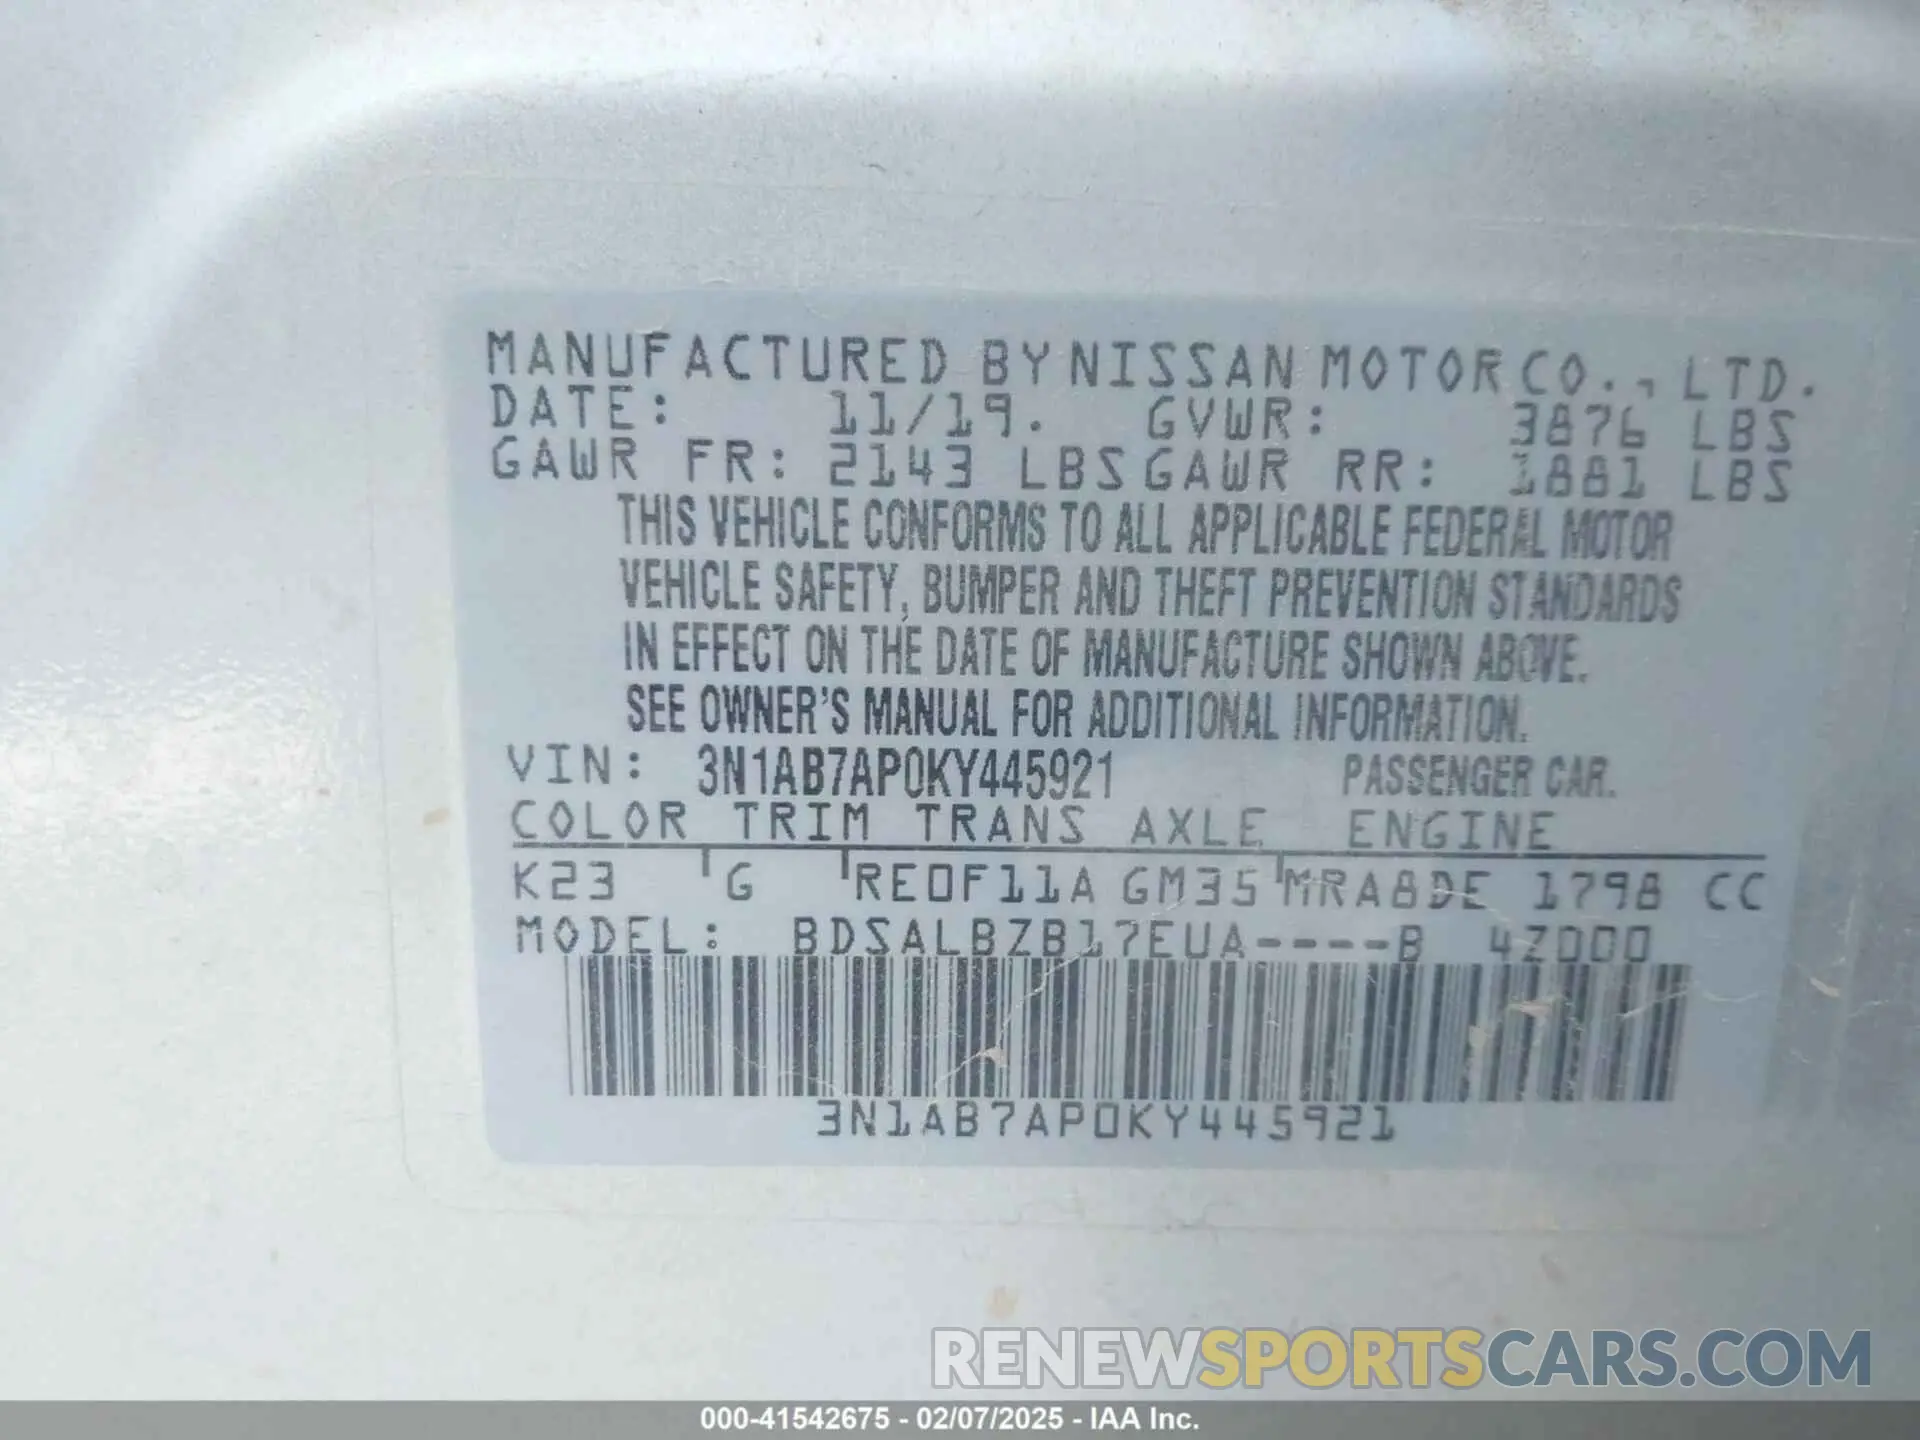 MANUFACTURED BY NISSAN MOTOR CO., LTD.
DATE: 11/19. GVWR: 3876 LBS
GAWR FR: 2143 LBS GAWR RR: 1881 LBS
THIS VEHICLE CONFORMS TO ALL APPLICABLE FEDERAL MOTOR
VEHICLE SAFETY, BUMPER AND THEFT PREVENTION STANDARDS
IN EFFECT ON THE DATE OF MANUFACTURE SHOWN ABOVE.
SEE OWNER'S MANUAL FOR ADDITIONAL INFORMATION.
VIN: 3N1AB7AP0KY445921 PASSENGER CAR.
COLOR TRIM TRANS AXLE ENGINE
K23 G RE0F11A GM35 MRA8DE 1798 CC
MODEL: BDSALBZB17EUA----B 4Z000
3N1AB7AP0KY445921
RENEWSPORTSCARS.COM
000-41542675 - 02/07/2025 - IAA Inc.